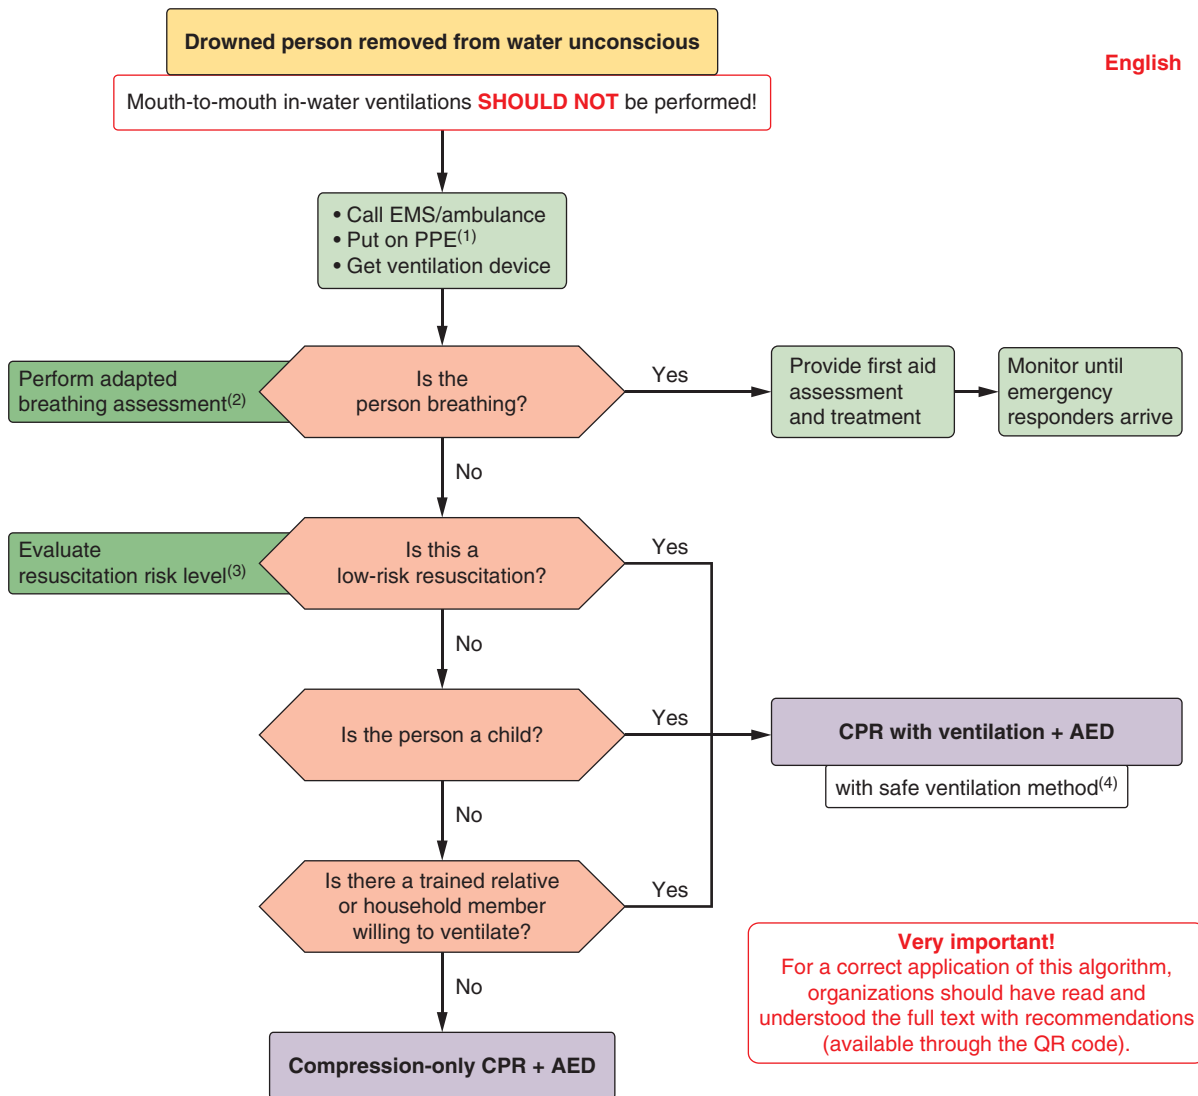 Drowned person removed from water unconscious
English
Mouth-to-mouth in-water ventilations SHOULD NOT be performed!
• Call EMS/ambulance
• Put on PPE(1)
• Get ventilation device
Perform adapted
breathing assessment(2)
Is the
person breathing?
Yes
Provide first aid
assessment
and treatment
Monitor until
emergency
responders arrive
No
Evaluate
resuscitation risk level(3)
Is this a
low-risk resuscitation?
Yes
No
Is the person a child?
Yes
CPR with ventilation + AED
with safe ventilation method(4)
No
Is there a trained relative
or household member
willing to ventilate?
Yes
No
Compression-only CPR + AED
Very important!
For a correct application of this algorithm,
organizations should have read and
understood the full text with recommendations
(available through the QR code).